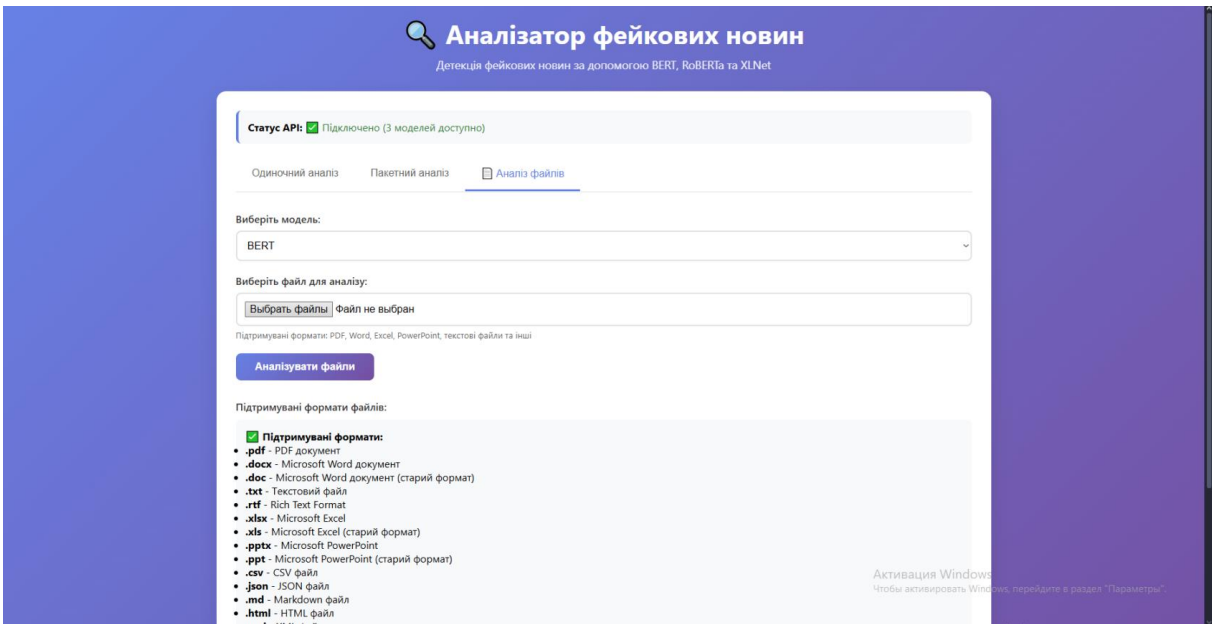 Аналізатор фейкових новин
Детекція фейкових новин за допомогою BERT, RoBERTa та XLNet
Статус API: ✅ Підключено (3 моделей доступно)
Одиночний аналіз Пакетний аналіз Аналіз файлів
Виберіть модель:
BERT
Виберіть файл для аналізу:
Выбрать файлы Файл не выбран
Підтримувані формати: PDF, Word, Excel, PowerPoint, текстові файли та інші
Аналізувати файли
Підтримувані формати файлів:
✅ Підтримувані формати:
• .pdf - PDF документ
• .docx - Microsoft Word документ
• .doc - Microsoft Word документ (старий формат)
• .txt - Текстовий файл
• .rtf - Rich Text Format
• .xlsx - Microsoft Excel
• .xls - Microsoft Excel (старий формат)
• .pptx - Microsoft PowerPoint
• .ppt - Microsoft PowerPoint (старий формат)
• .csv - CSV файл
• .json - JSON файл
• .md - Markdown файл
• .html - HTML файл
Активация Windows
Чтобы активировать Windows, перейдите в раздел "Параметры".